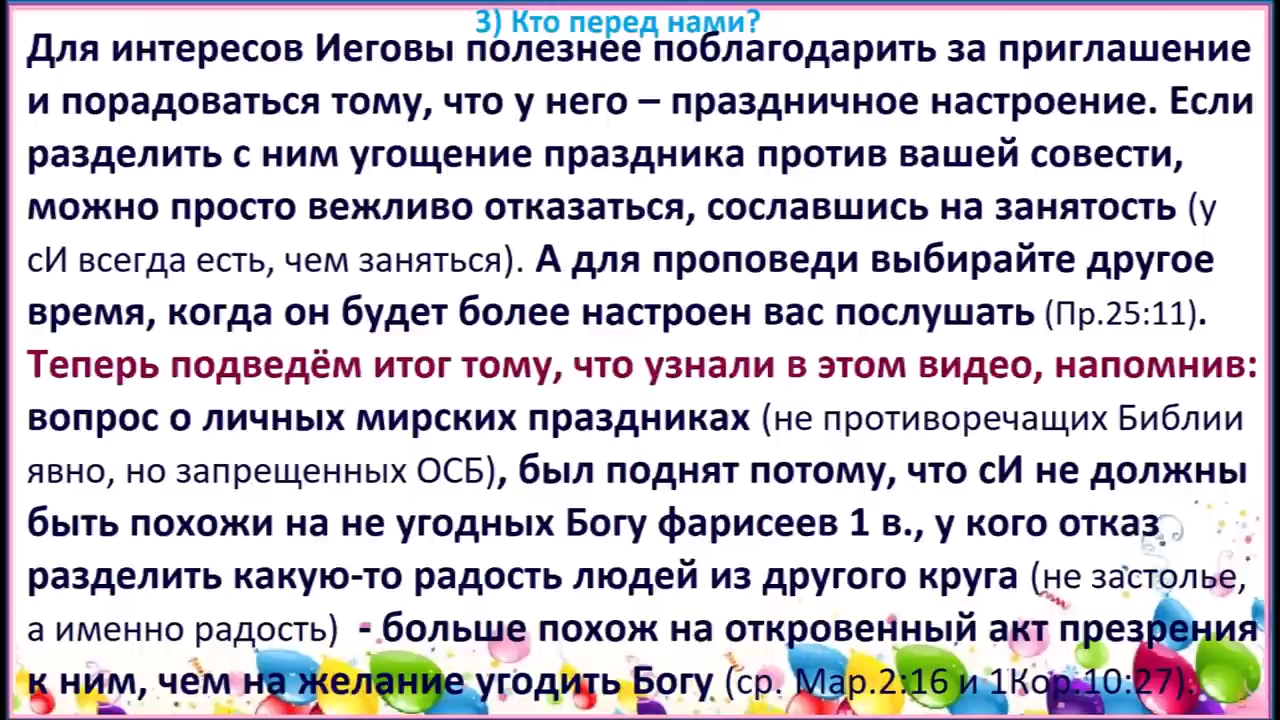 3) Кто перед нами?
Для интересов Иеговы полезнее поблагодарить за приглашение
и порадоваться тому, что у него – праздничное настроение. Если
разделить с ним угощение праздника против вашей совести,
можно просто вежливо отказаться, сославшись на занятость (у
сИ всегда есть, чем заняться). А для проповеди выбирайте другое
время, когда он будет более настроен вас послушать (Пр.25:11).
Теперь подведём итог тому, что узнали в этом видео, напомнив:
вопрос о личных мирских праздниках (не противоречащих Библии
явно, но запрещенных ОСБ), был поднят потому, что сИ не должны
быть похожи на не угодных Богу фарисеев 1 в., у кого отказ
разделить какую-то радость людей из другого круга (не застолье,
а именно радость) - больше похож на откровенный акт презрения
к ним, чем на желание угодить Богу (ср. Мар.2:16 и 1Кор.10:27).